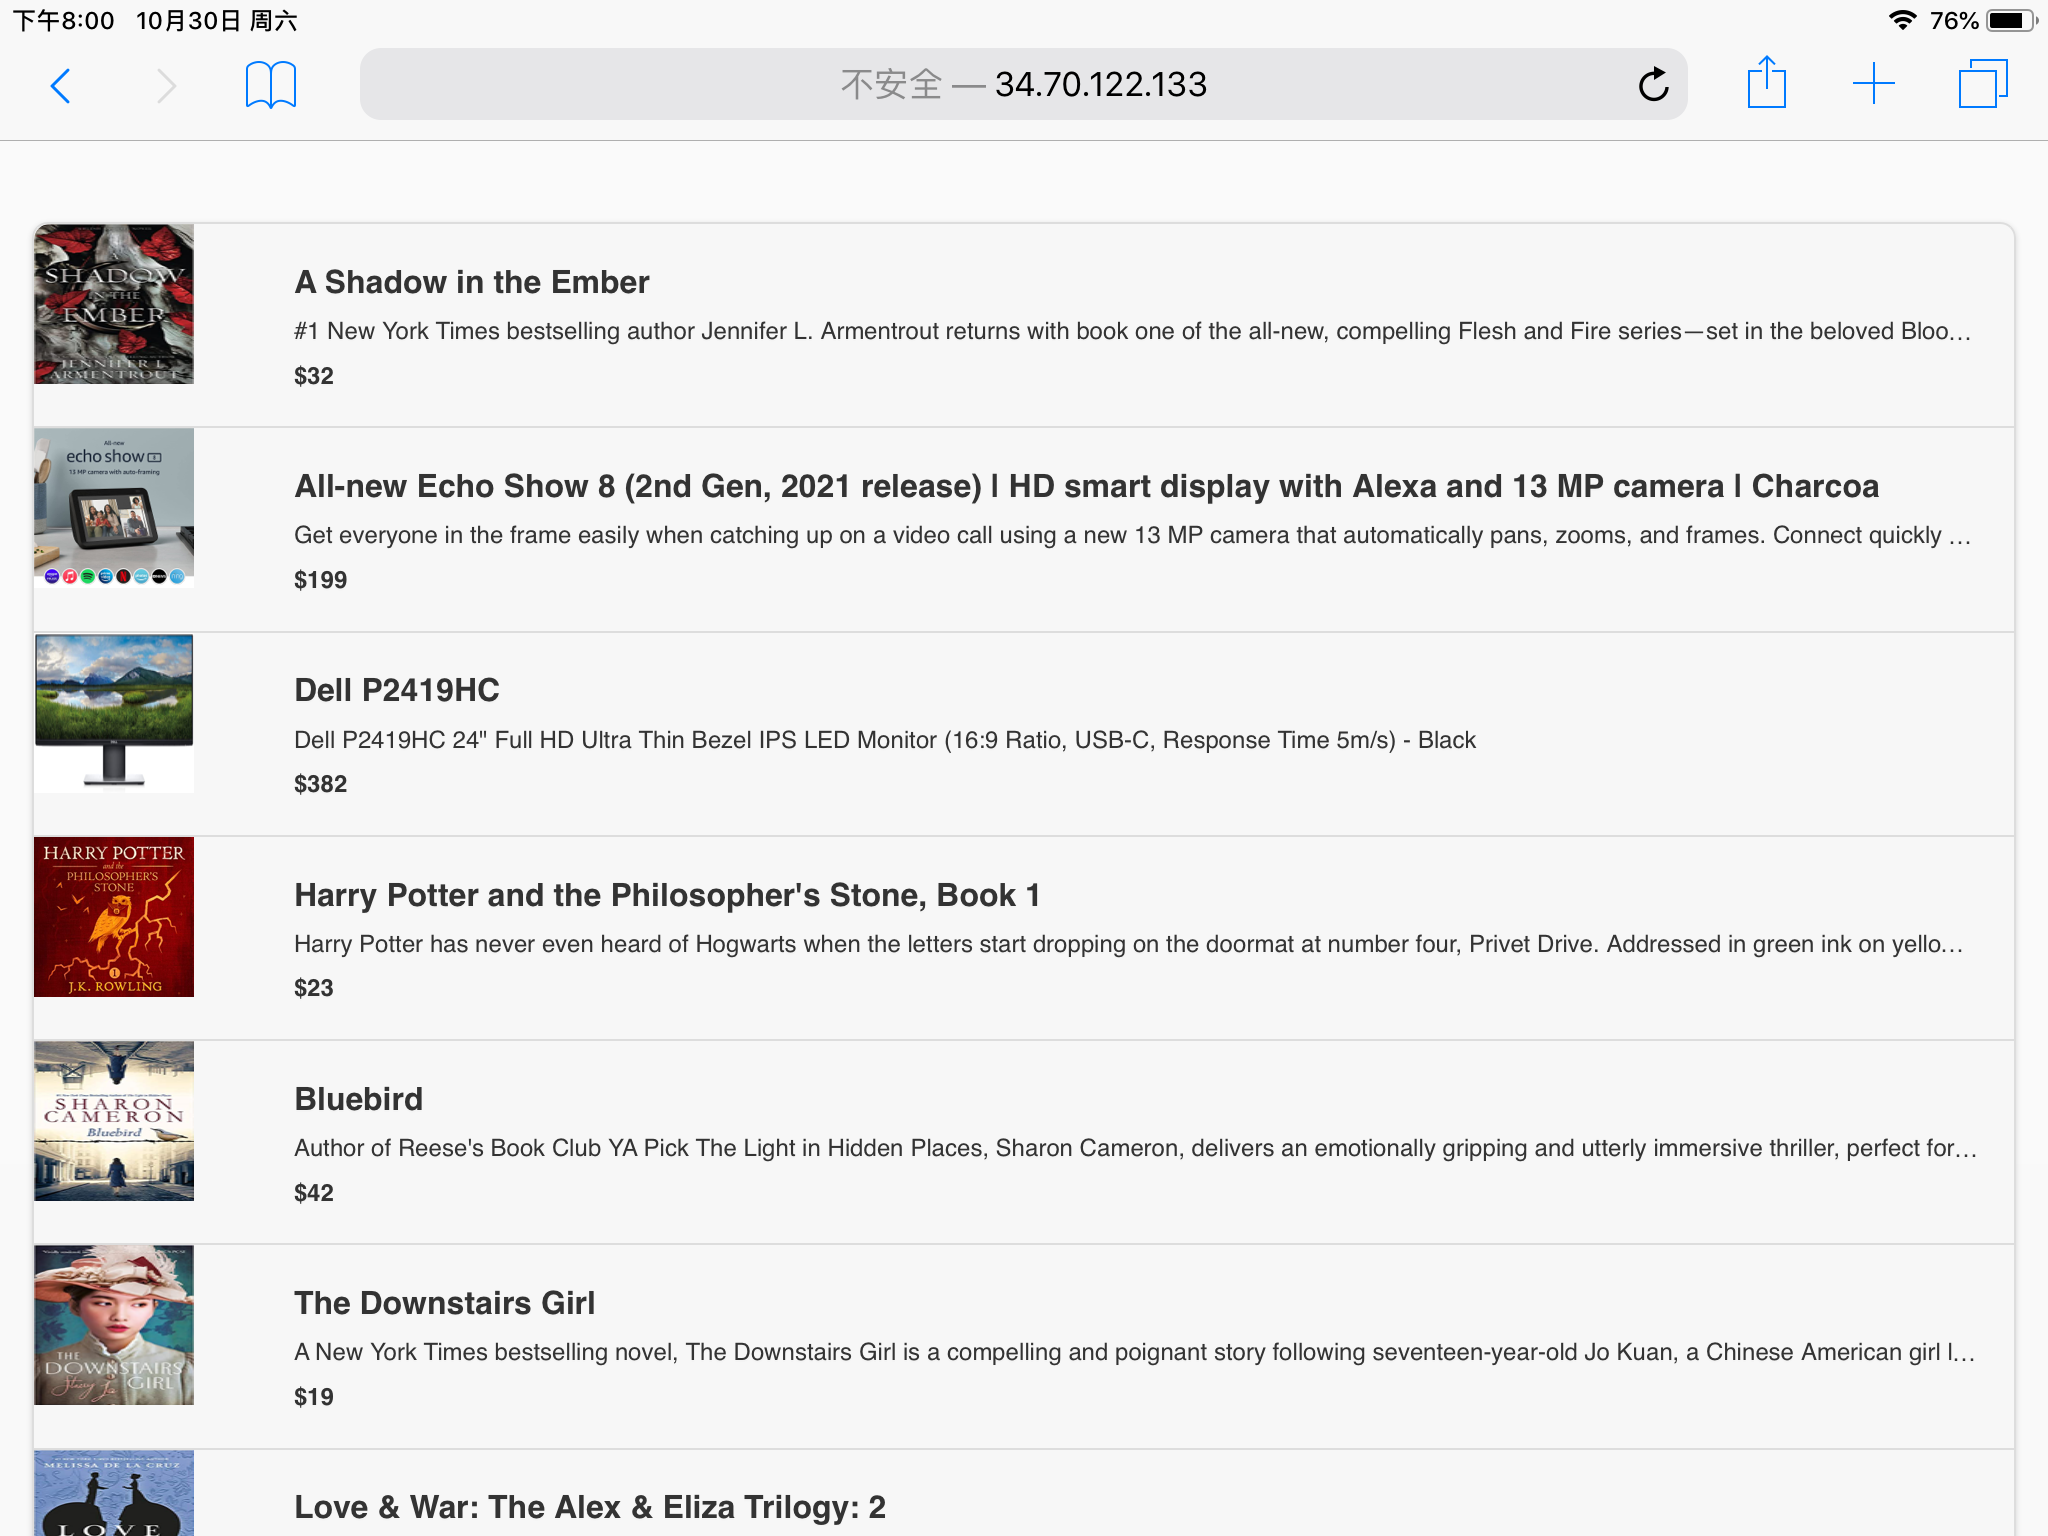 下午8:00 10月30日 周六 76%
不安全 — 34.70.122.133
A SHADOW IN THE EMBER
JENNIFER L. ARMENTROUT
A Shadow in the Ember
#1 New York Times bestselling author Jennifer L. Armentrout returns with book one of the all-new, compelling Flesh and Fire series—set in the beloved Bloo...
$32
All-new
echo show 8
13 MP camera with auto-framing
All-new Echo Show 8 (2nd Gen, 2021 release) | HD smart display with Alexa and 13 MP camera | Charcoa
Get everyone in the frame easily when catching up on a video call using a new 13 MP camera that automatically pans, zooms, and frames. Connect quickly ...
$199
Dell P2419HC
Dell P2419HC 24" Full HD Ultra Thin Bezel IPS LED Monitor (16:9 Ratio, USB-C, Response Time 5m/s) - Black
$382
HARRY POTTER
and the
PHILOSOPHER'S
STONE
1
J.K. ROWLING
Harry Potter and the Philosopher's Stone, Book 1
Harry Potter has never even heard of Hogwarts when the letters start dropping on the doormat at number four, Privet Drive. Addressed in green ink on yello...
$23
SHARON
CAMERON
Bluebird
Bluebird
Author of Reese's Book Club YA Pick The Light in Hidden Places, Sharon Cameron, delivers an emotionally gripping and utterly immersive thriller, perfect for...
$42
THE
DOWNSTAIRS
GIRL
The Downstairs Girl
A New York Times bestselling novel, The Downstairs Girl is a compelling and poignant story following seventeen-year-old Jo Kuan, a Chinese American girl l...
$19
MELISSA DE LA CRUZ
LOVE
Love & War: The Alex & Eliza Trilogy: 2